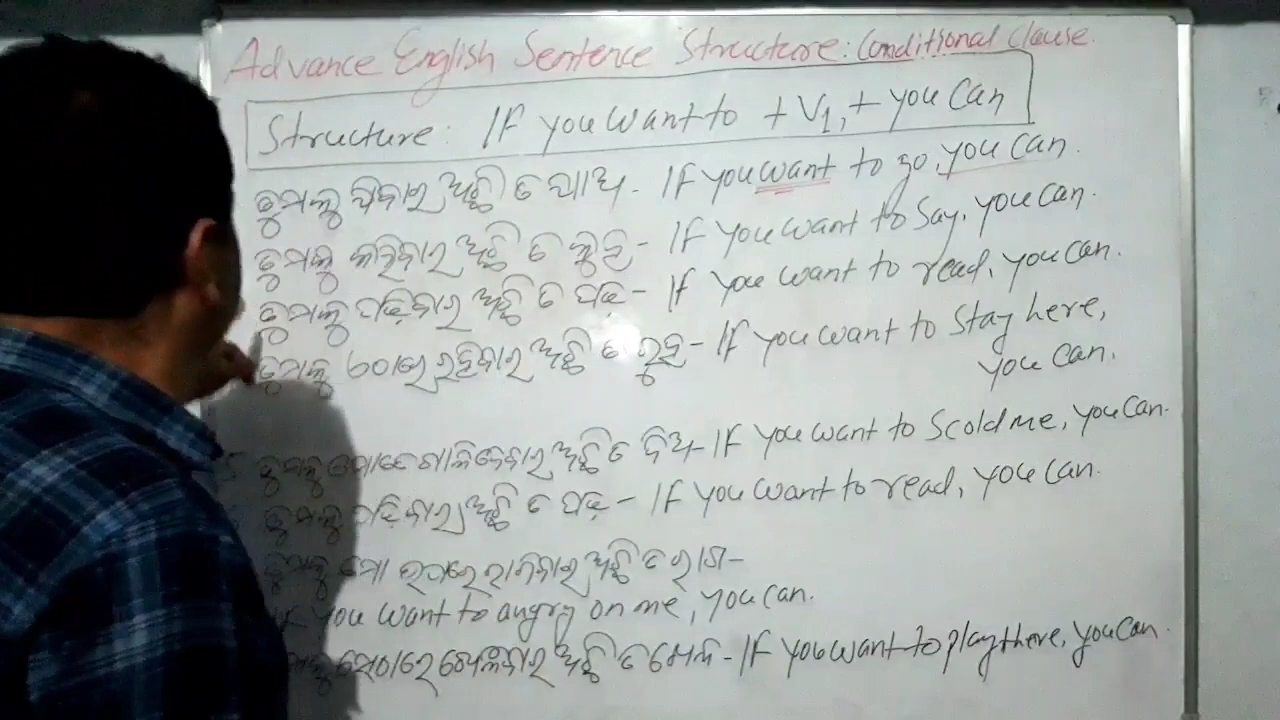 Advance English Sentence Structure: Conditional Clause.
Structure: If you want to + V1, + you can
ତୁମକୁ ଯିବାର ଅଛି ତ ଯାଅ - If you want to go, you can.
ତୁମକୁ କହିବାର ଅଛି ତ କୁହ - If you want to say, you can.
ତୁମକୁ ପଢ଼ିବାର ଅଛି ତ ପଢ଼ - If you want to read, you can.
ତୁମକୁ ଏଠାରେ ରହିବାର ଅଛି ତ ରୁହ - If you want to stay here,
you can.
ତୁମକୁ ମୋତେ ଗାଳିଦେବାର ଅଛି ତ ଦିଅ - If you want to Scold me, you can.
ତୁମକୁ ପଢ଼ିବାର ଅଛି ତ ପଢ଼ - If you want to read, you can.
ତୁମକୁ ମୋ ଉପରେ ରାଗିବାର ଅଛି ତ ରାଗ -
If you want to angry on me, you can.
ସେଠାରେ ଖେଳିବାର ଅଛି ତ ଖେଳ - If you want to play there, you can.